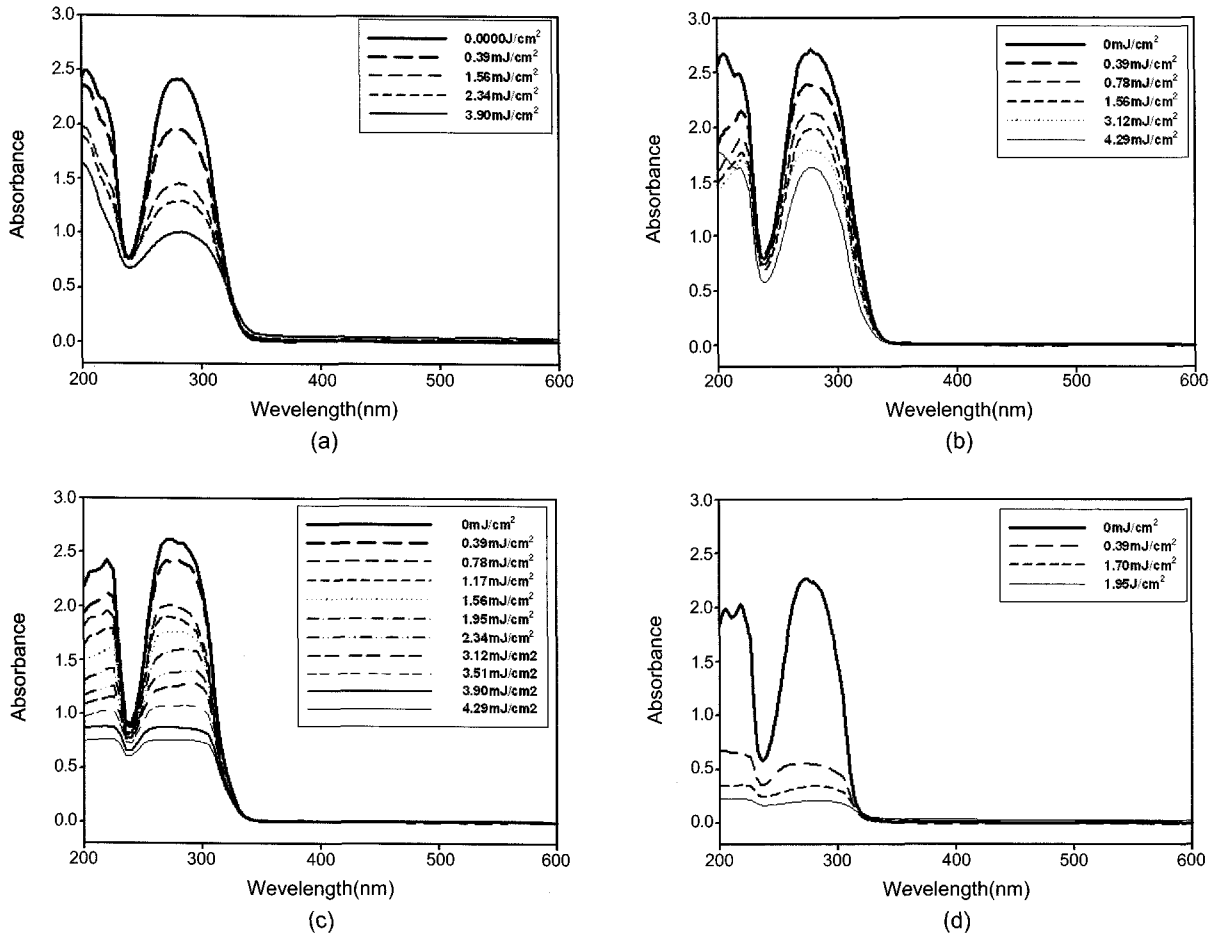 3.0
2.5
2.0
1.5
1.0
0.5
0.0
Absorbance
0.0000J/cm²
0.39mJ/cm²
1.56mJ/cm²
2.34mJ/cm²
3.90mJ/cm²
200
300
400
500
600
Wavelength(nm)
(a)
3.0
2.5
2.0
1.5
1.0
0.5
0.0
Absorbance
0mJ/cm²
0.39mJ/cm²
0.78mJ/cm²
1.56mJ/cm²
3.12mJ/cm²
4.29mJ/cm²
200
300
400
500
600
Wavelength(nm)
(b)
3.0
2.5
2.0
1.5
1.0
0.5
0.0
Absorbance
0mJ/cm²
0.39mJ/cm²
0.78mJ/cm²
1.17mJ/cm²
1.56mJ/cm²
1.95mJ/cm²
2.34mJ/cm²
3.12mJ/cm2
3.51mJ/cm2
3.90mJ/cm2
4.29mJ/cm2
200
300
400
500
600
Wavelength(nm)
(c)
3.0
2.5
2.0
1.5
1.0
0.5
0.0
Absorbance
0mJ/cm²
0.39mJ/cm²
1.70mJ/cm²
1.95J/cm²
200
300
400
500
600
Wavelength(nm)
(d)